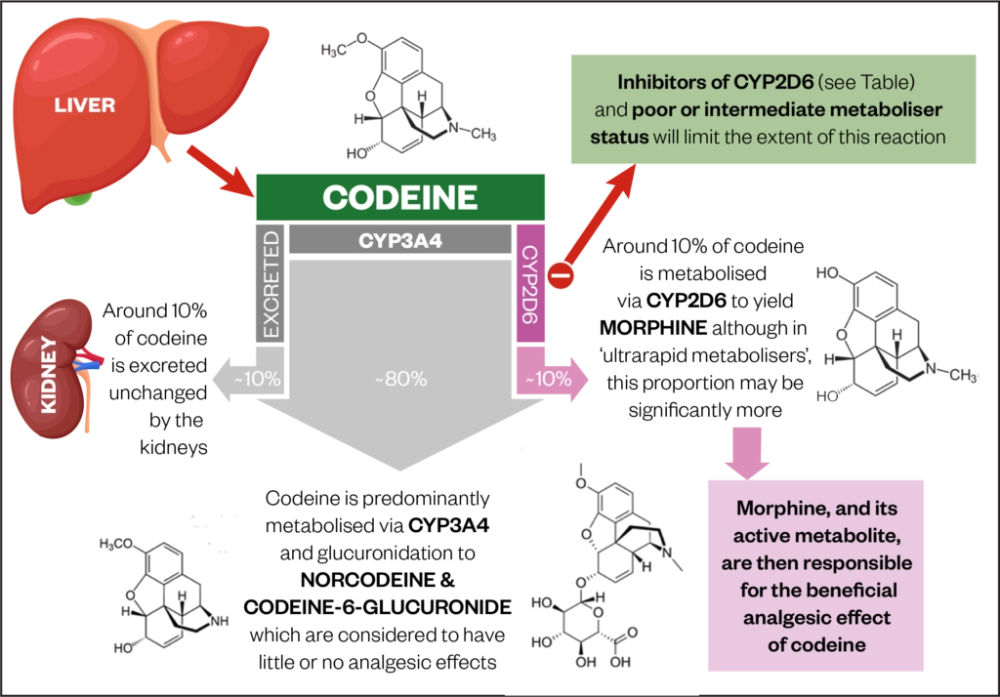 LIVER
H₃CO
O
H
H
N
CH₃
HO
Inhibitors of CYP2D6 (see Table)
and poor or intermediate metaboliser
status will limit the extent of this reaction
CODEINE
EXCRETED
CYP3A4
CYP2D6
~10%
~80%
~10%
KIDNEY
Around 10%
of codeine
is excreted
unchanged
by the
kidneys
Around 10% of codeine
is metabolised
via CYP2D6 to yield
MORPHINE although in
‘ultrarapid metabolisers’,
this proportion may be
significantly more
HO
O
H
H
N
CH₃
HO
Codeine is predominantly
metabolised via CYP3A4
and glucuronidation to
NORCODEINE &
CODEINE-6-GLUCURONIDE
which are considered to have
little or no analgesic effects
H₃CO
O
H
H
NH
HO
O
O
N
H
O
H
HO
O
HO
O
OH
OH
Morphine, and its
active metabolite,
are then responsible
for the beneficial
analgesic effect
of codeine